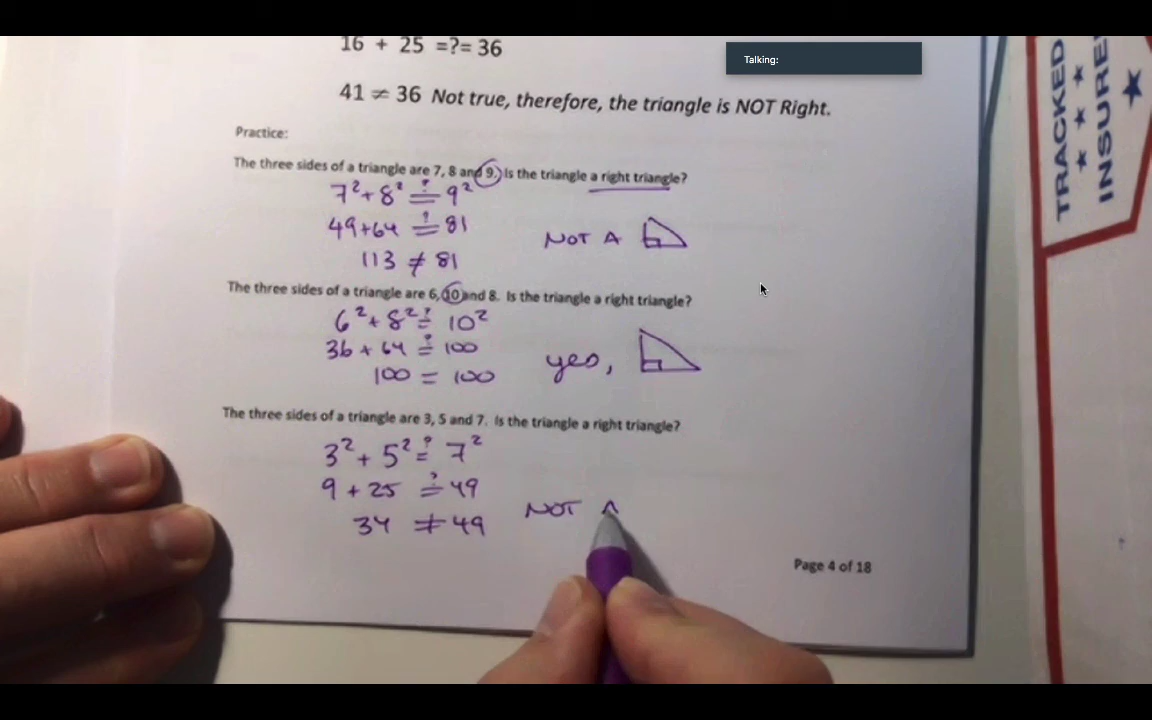 16 + 25 =?= 36
Talking:
41 ≠ 36 Not true, therefore, the triangle is NOT Right.
Practice:
The three sides of a triangle are 7, 8 and 9. Is the triangle a right triangle?
7² + 8² ≟ 9²
49+64 ≟ 81
NOT A
113 ≠ 81
The three sides of a triangle are 6, 10 and 8. Is the triangle a right triangle?
6² + 8² ≟ 10²
36 + 64 ≟ 100
yes,
100 = 100
The three sides of a triangle are 3, 5 and 7. Is the triangle a right triangle?
3² + 5² ≟ 7²
9 + 25 ≟ 49
NOT A
34 ≠ 49
Page 4 of 18
TRACKED
INSURE